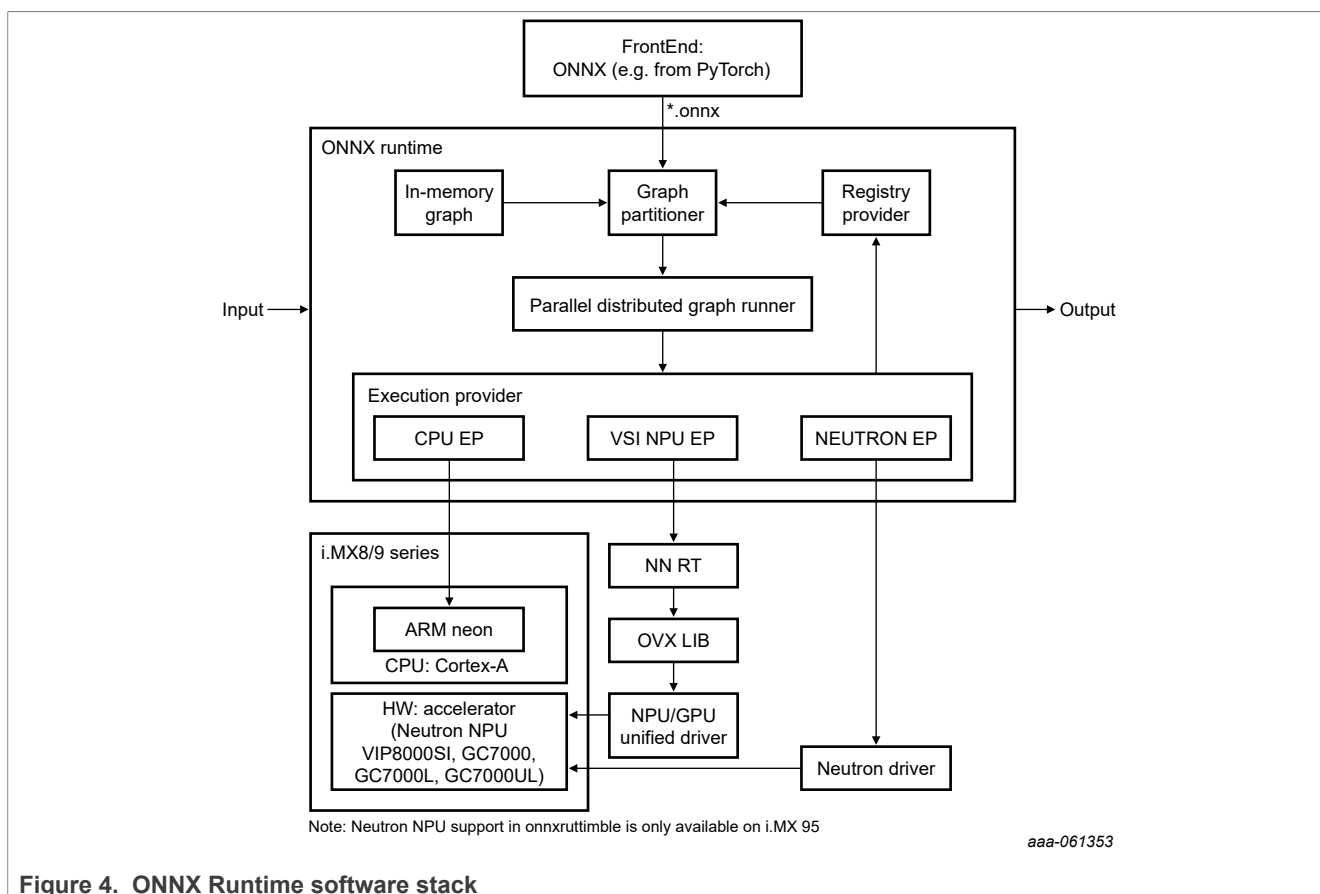 FrontEnd:
ONNX (e.g. from PyTorch)
*.onnx
ONNX runtime
In-memory
graph
Graph
partitioner
Registry
provider
Parallel distributed graph runner
Input
Output
Execution provider
CPU EP
VSI NPU EP
NEUTRON EP
i.MX8/9 series
ARM neon
CPU: Cortex-A
HW: accelerator
(Neutron NPU
VIP8000SI, GC7000,
GC7000L, GC7000UL)
NN RT
OVX LIB
NPU/GPU
unified driver
Neutron driver
Note: Neutron NPU support in onnxruttimble is only available on i.MX 95
aaa-061353
Figure 4. ONNX Runtime software stack